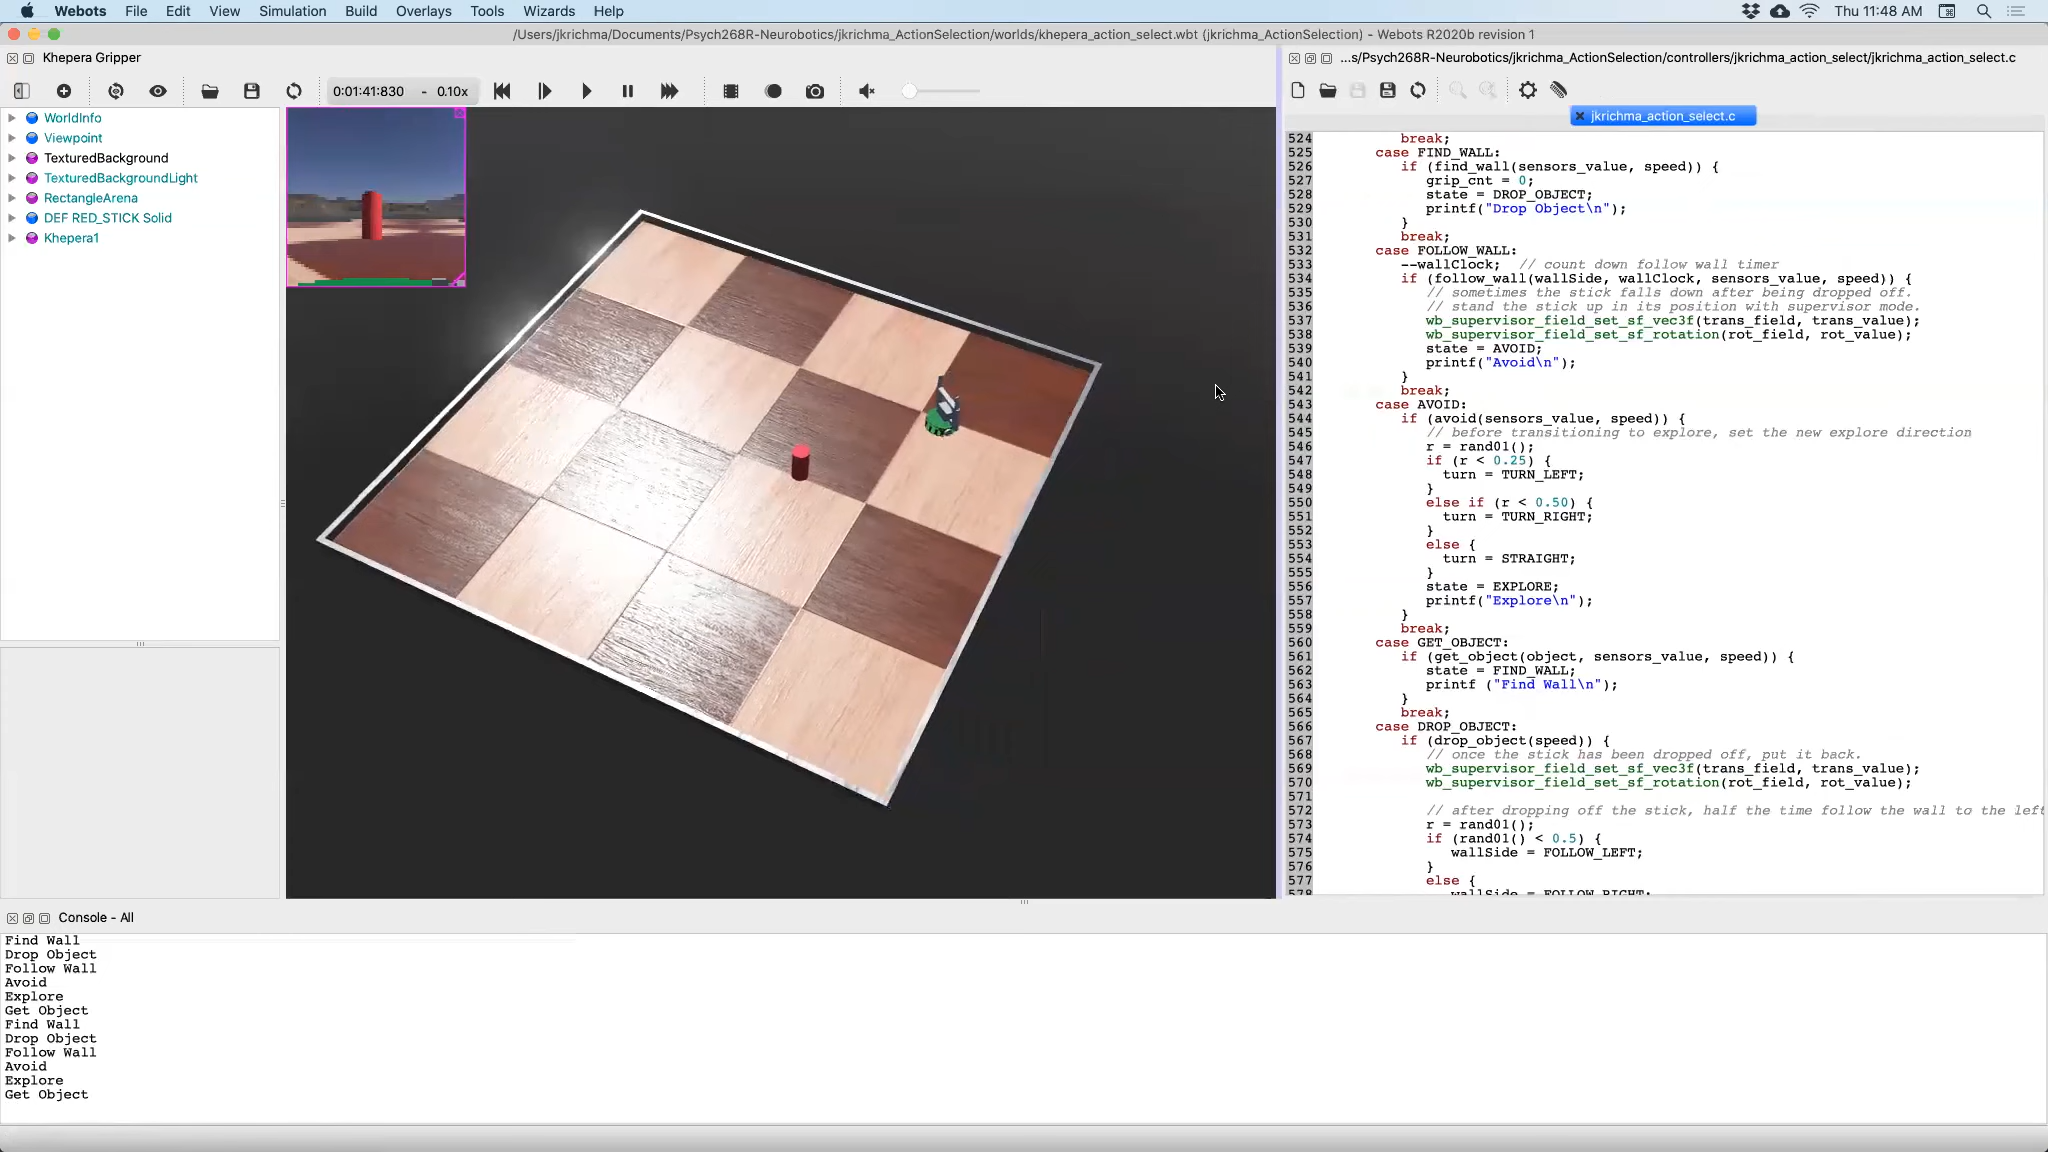 Webots File Edit View Simulation Build Overlays Tools Wizards Help Thu 11:48 AM
/Users/jkrichma/Documents/Psych268R-Neurobotics/jkrichma_ActionSelection/worlds/khepera_action_select.wbt (jkrichma_ActionSelection) - Webots R2020b revision 1
Khepera Gripper
0:01:41:830 - 0.10x
WorldInfo
Viewpoint
TexturedBackground
TexturedBackgroundLight
RectangleArena
DEF RED_STICK Solid
Khepera1
...s/Psych268R-Neurobotics/jkrichma_ActionSelection/controllers/jkrichma_action_select/jkrichma_action_select.c
jkrichma_action_select.c
524 break;
525 case FIND_WALL:
526 if (find_wall(sensors_value, speed)) {
527 grip_cnt = 0;
528 state = DROP_OBJECT;
529 printf("Drop Object\n");
530 }
531 break;
532 case FOLLOW_WALL:
533 --wallClock; // count down follow wall timer
534 if (follow_wall(wallSide, wallClock, sensors_value, speed)) {
535 // sometimes the stick falls down after being dropped off.
536 // stand the stick up in its position with supervisor mode.
537 wb_supervisor_field_set_sf_vec3f(trans_field, trans_value);
538 wb_supervisor_field_set_sf_rotation(rot_field, rot_value);
539 state = AVOID;
540 printf("Avoid\n");
541 }
542 break;
543 case AVOID:
544 if (avoid(sensors_value, speed)) {
545 // before transitioning to explore, set the new explore direction
546 r = rand01();
547 if (r < 0.25) {
548 turn = TURN_LEFT;
549 }
550 else if (r < 0.50) {
551 turn = TURN_RIGHT;
552 }
553 else {
554 turn = STRAIGHT;
555 }
556 state = EXPLORE;
557 printf("Explore\n");
558 }
559 break;
560 case GET_OBJECT:
561 if (get_object(object, sensors_value, speed)) {
562 state = FIND_WALL;
563 printf ("Find Wall\n");
564 }
565 break;
566 case DROP_OBJECT:
567 if (drop_object(speed)) {
568 // once the stick has been dropped off, put it back.
569 wb_supervisor_field_set_sf_vec3f(trans_field, trans_value);
570 wb_supervisor_field_set_sf_rotation(rot_field, rot_value);
571
572 // after dropping off the stick, half the time follow the wall to the left
573 r = rand01();
574 if (rand01() < 0.5) {
575 wallSide = FOLLOW_LEFT;
576 }
577 else {
578 wallSide = FOLLOW_RIGHT;
Console - All
Find Wall
Drop Object
Follow Wall
Avoid
Explore
Get Object
Find Wall
Drop Object
Follow Wall
Avoid
Explore
Get Object